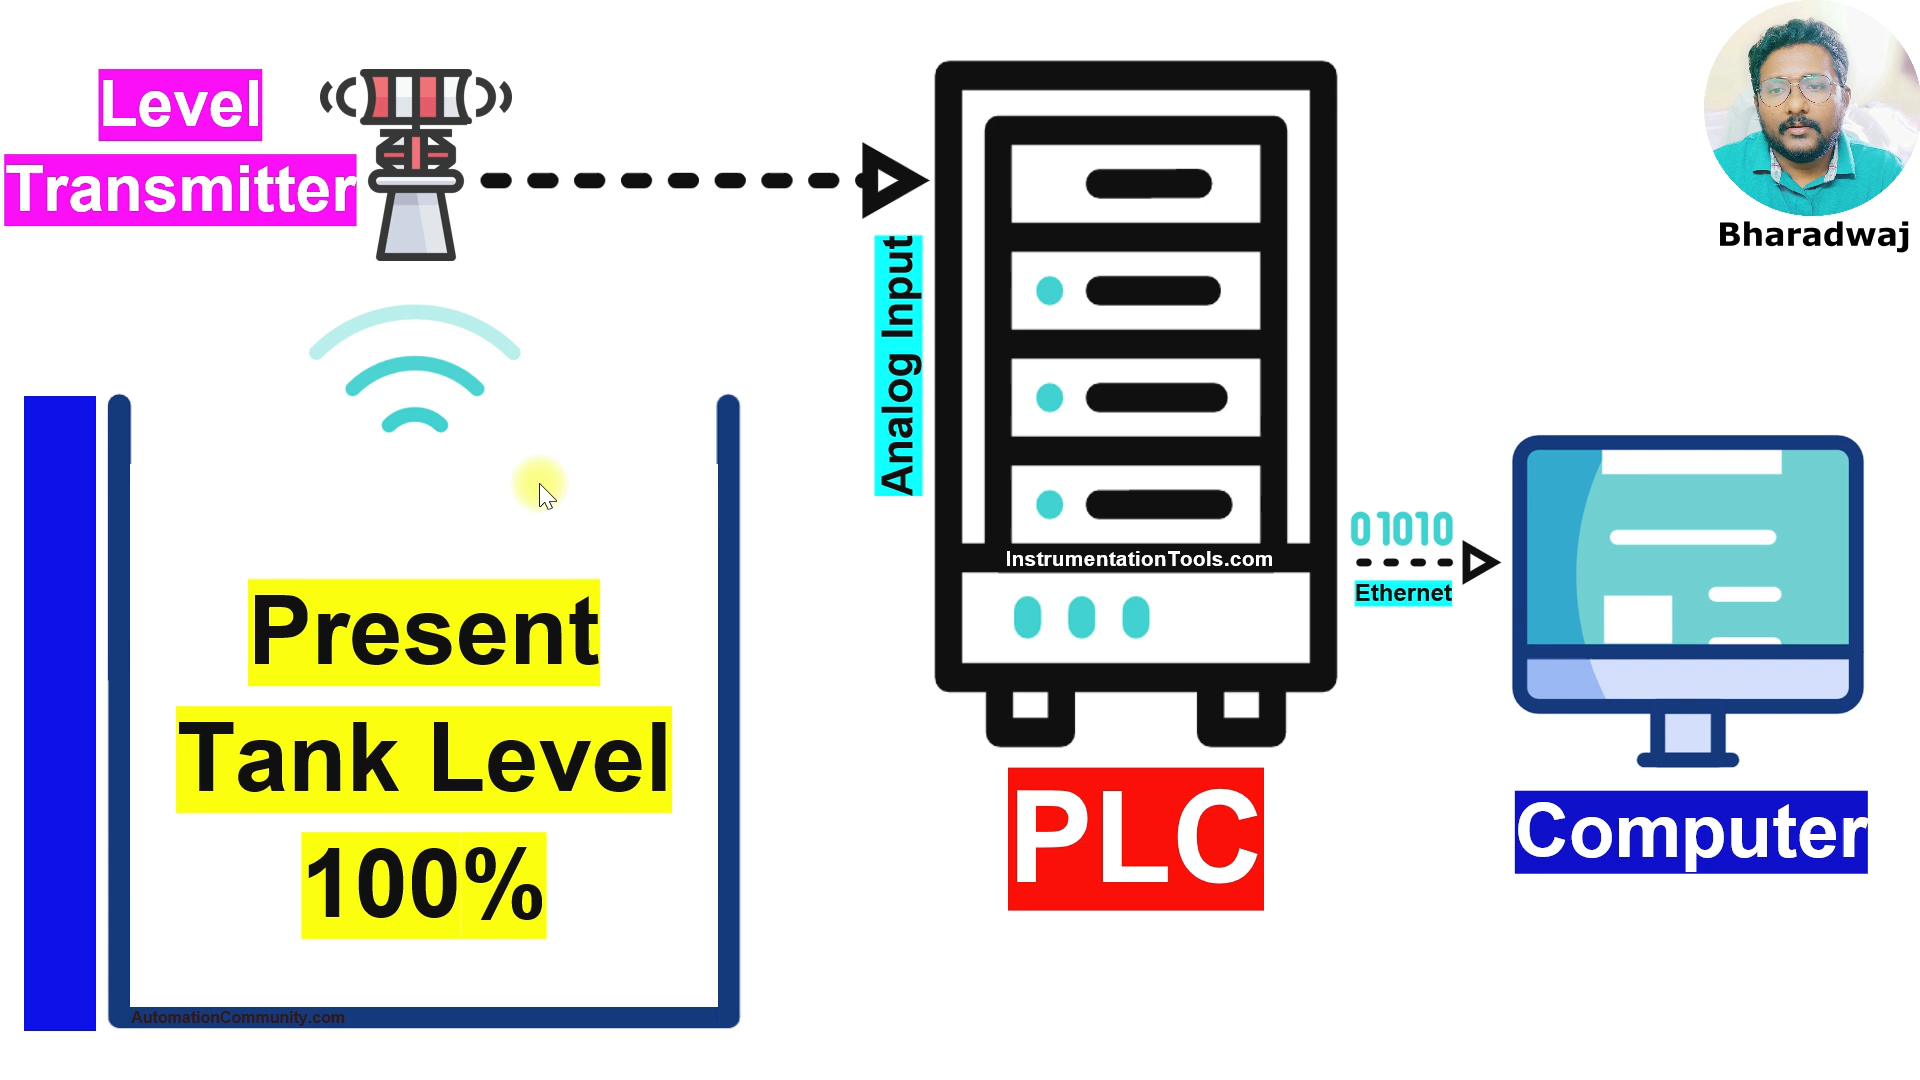 Level
Transmitter
Bharadwaj
Analog Input
01010
Ethernet
InstrumentationTools.com
Present
Tank Level
100%
PLC
Computer
AutomationCommunity.com